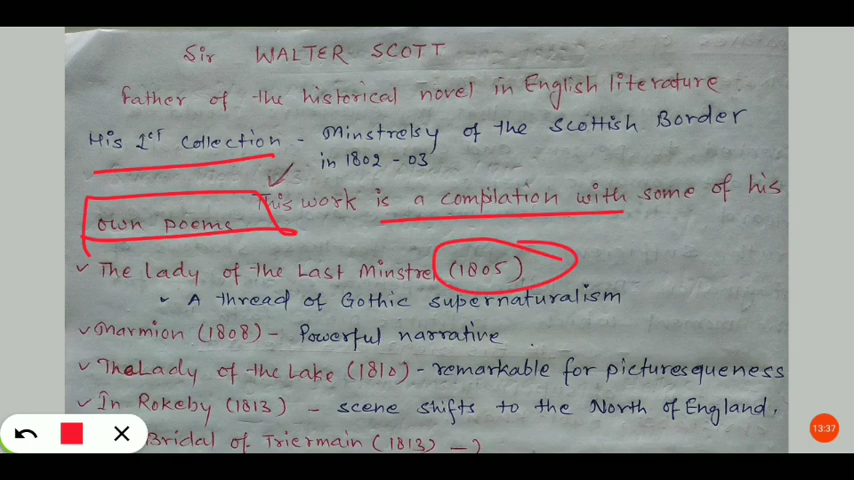 Sir WALTER SCOTT
Father of the historical novel in English literature
His 1st Collection - Minstrelsy of the Scottish Border
in 1802-03
This work is a compilation with some of his
own poems
The Lady of the Last Minstrel (1805)
A thread of Gothic supernaturalism
Marmion (1808) - Powerful narrative
The Lady of the Lake (1810) - remarkable for picturesqueness
In Rokeby (1813) - scene shifts to the North of England.
Bridal of Triermain (1813) -
13:37